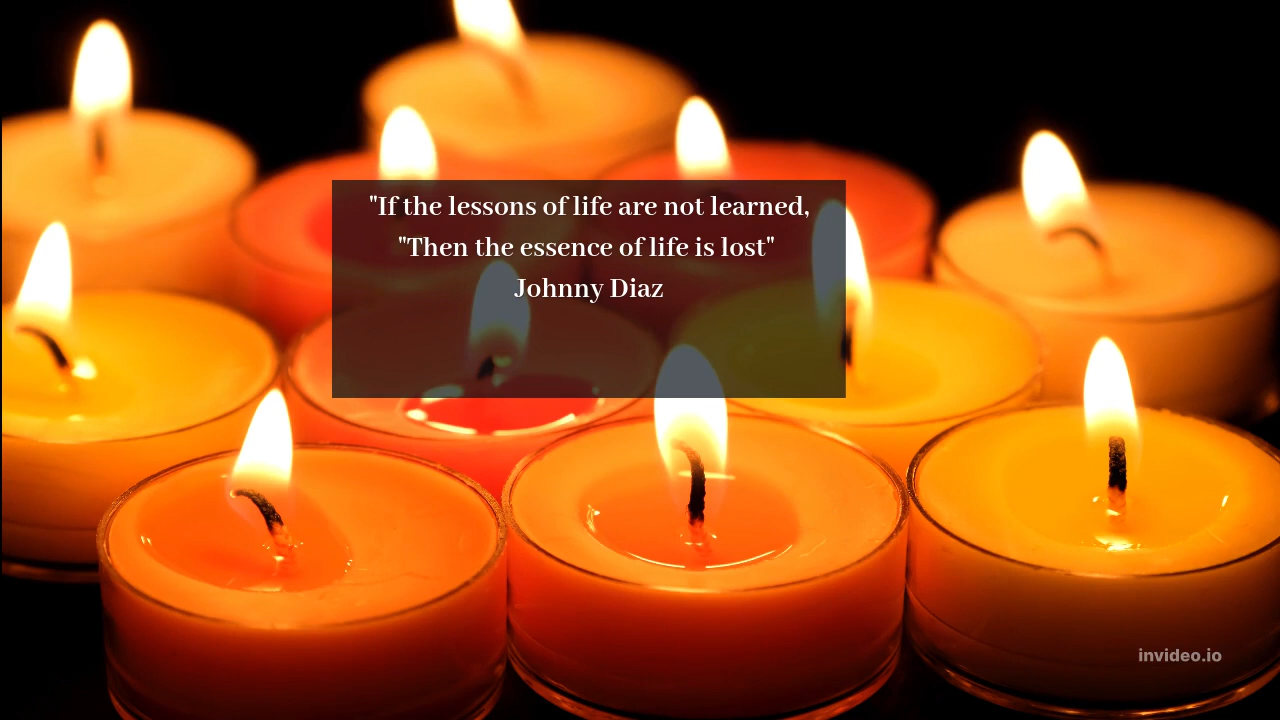 "If the lessons of life are not learned,
"Then the essence of life is lost"
Johnny Diaz
invideo.io